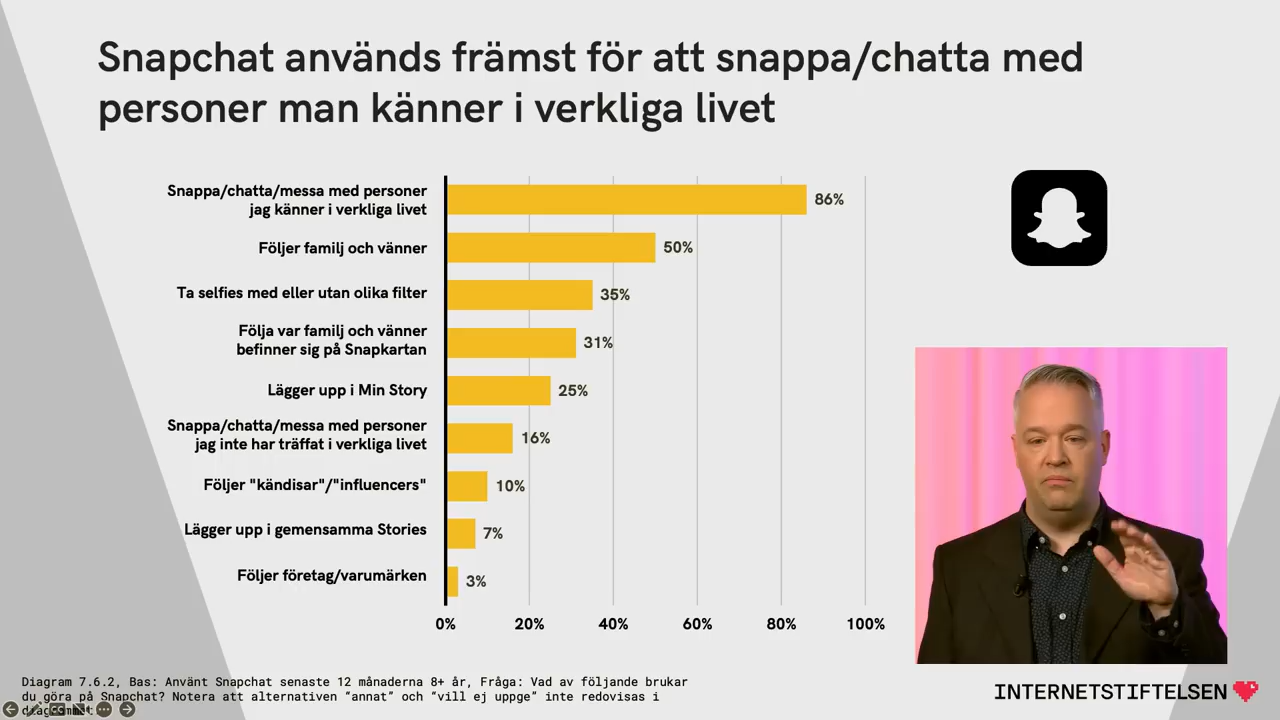 Snapchat används främst för att snappa/chatta med
personer man känner i verkliga livet
Snappa/chatta/messa med personer
jag känner i verkliga livet
86%
Följer familj och vänner
50%
Ta selfies med eller utan olika filter
35%
Följa var familj och vänner
befinner sig på Snapkartan
31%
Lägger upp i Min Story
25%
Snappa/chatta/messa med personer
jag inte har träffat i verkliga livet
16%
Följer "kändisar"/"influencers"
10%
Lägger upp i gemensamma Stories
7%
Följer företag/varumärken
3%
0% 20% 40% 60% 80% 100%
Diagram 7.6.2, Bas: Använt Snapchat senaste 12 månaderna 8+ år, Fråga: Vad av följande brukar
du göra på Snapchat? Notera att alternativen “annat” och “vill ej uppge” inte redovisas i
INTERNETSTIFTELSEN